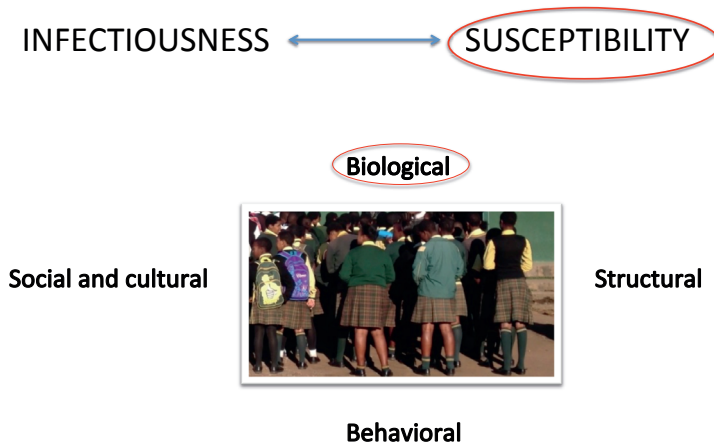 INFECTIOUSNESS SUSCEPTIBILITY
Biological
Social and cultural
Structural
Behavioral